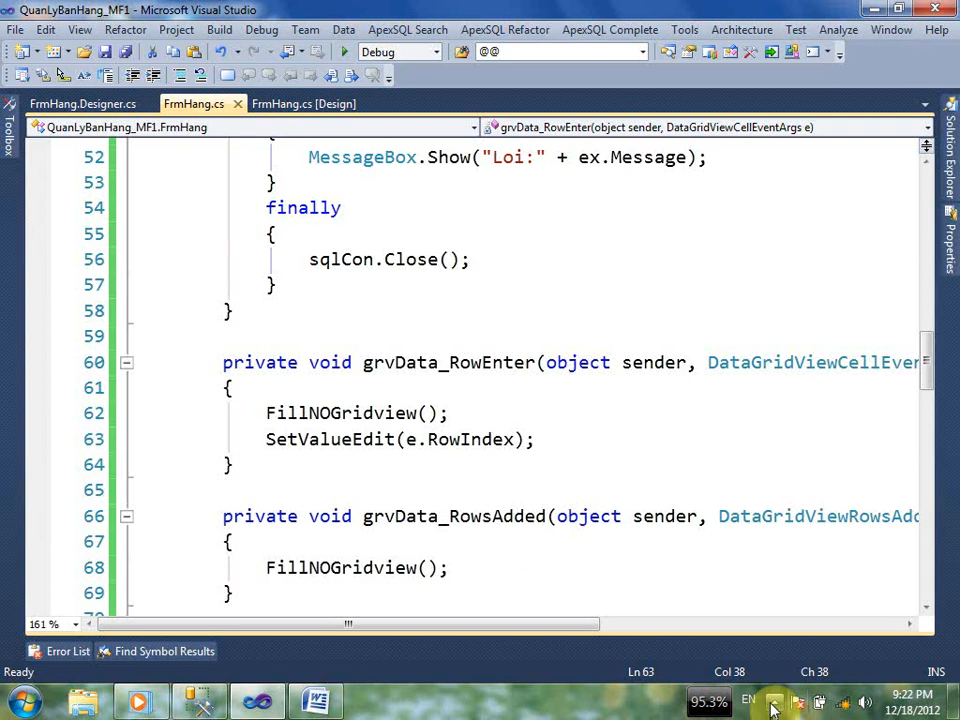 QuanLyBanHang_MF1 - Microsoft Visual Studio
File Edit View Refactor Project Build Debug Team Data ApexSQL Search ApexSQL Refactor ApexSQL Complete Tools Architecture Test Analyze Window Help
Debug @@
FrmHang.Designer.cs FrmHang.cs FrmHang.cs [Design]
QuanLyBanHang_MF1.FrmHang grvData_RowEnter(object sender, DataGridViewCellEventArgs e)
Toolbox
Solution Explorer
Properties
{
52 MessageBox.Show("Loi:" + ex.Message);
53 }
54 finally
55 {
56 sqlCon.Close();
57 }
58 }
59
60 private void grvData_RowEnter(object sender, DataGridViewCellEver
61 {
62 FillNOGridview();
63 SetValueEdit(e.RowIndex);
64 }
65
66 private void grvData_RowsAdded(object sender, DataGridViewRowsAdd
67 {
68 FillNOGridview();
69 }
161 %
Error List Find Symbol Results
Ready Ln 63 Col 38 Ch 38 INS
95.3% EN 9:22 PM
12/18/2012